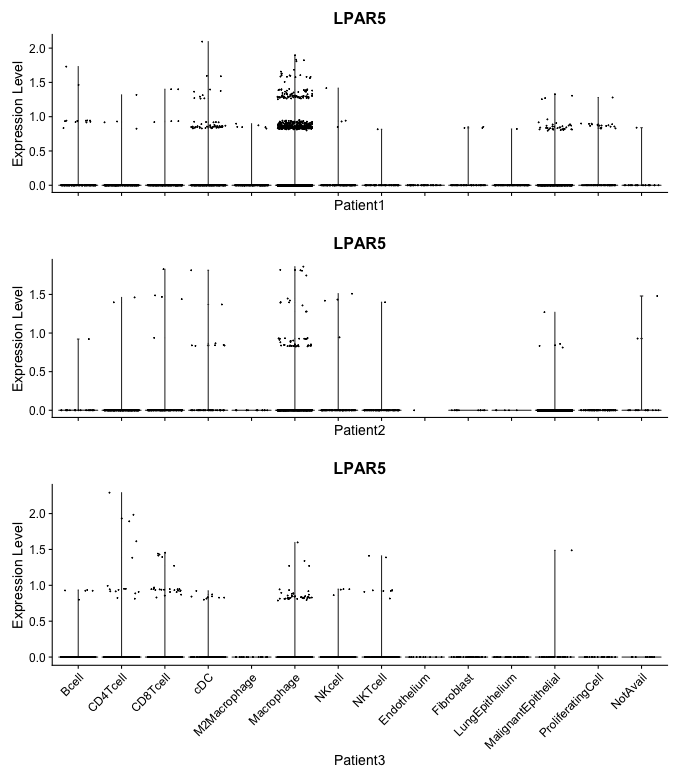 LPAR5
Expression Level
2.0
1.5
1.0
0.5
0.0
Patient1
LPAR5
Expression Level
1.5
1.0
0.5
0.0
Patient2
LPAR5
Expression Level
2.0
1.5
1.0
0.5
0.0
Bcell
CD4Tcell
CD8Tcell
cDC
M2Macrophage
Macrophage
NKcell
NKTcell
Endothelium
Fibroblast
LungEpithelium
MalignantEpithelial
ProliferatingCell
NotAvail
Patient3